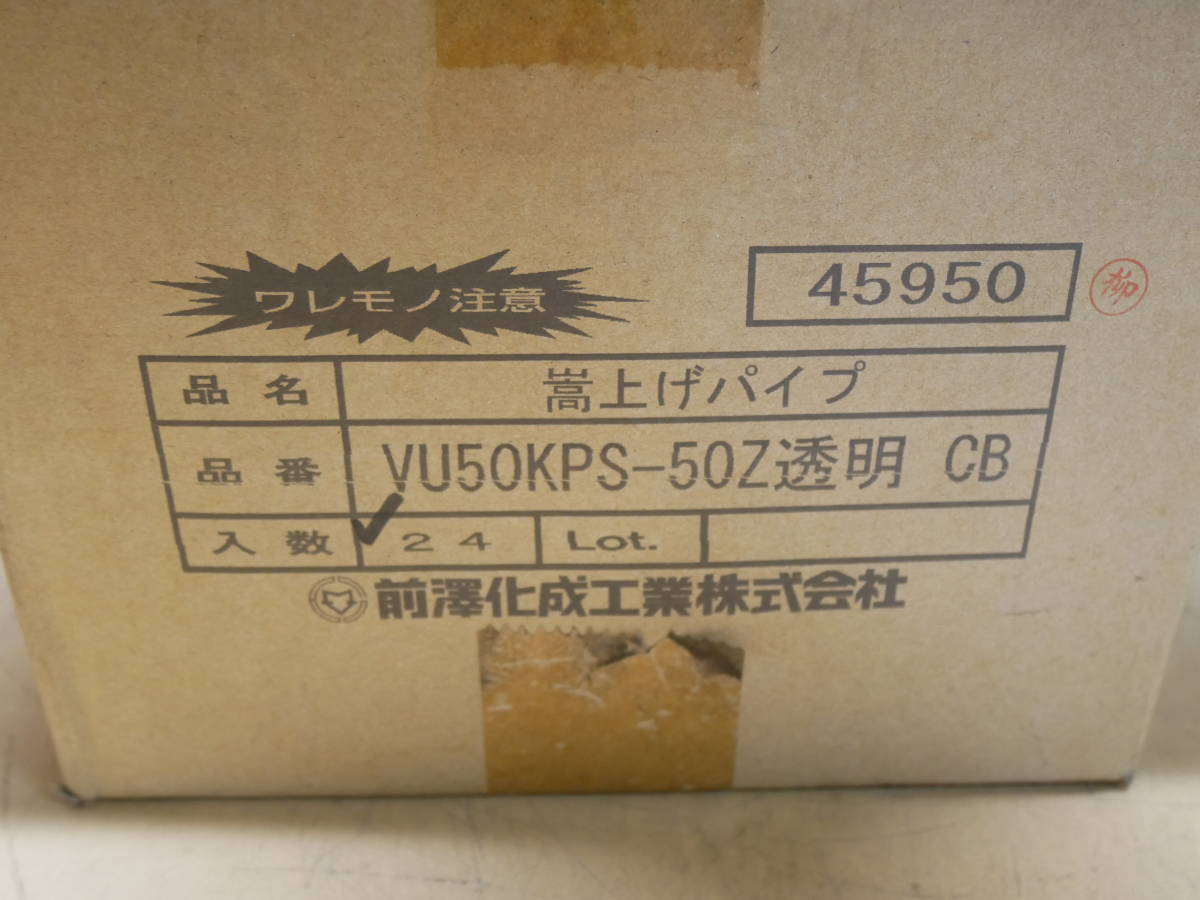 ワレモノ注意
45950
柳
品名 嵩上げパイプ
品番 VU50KPS-50Z透明 CB
入数 24 Lot.
前澤化成工業株式会社